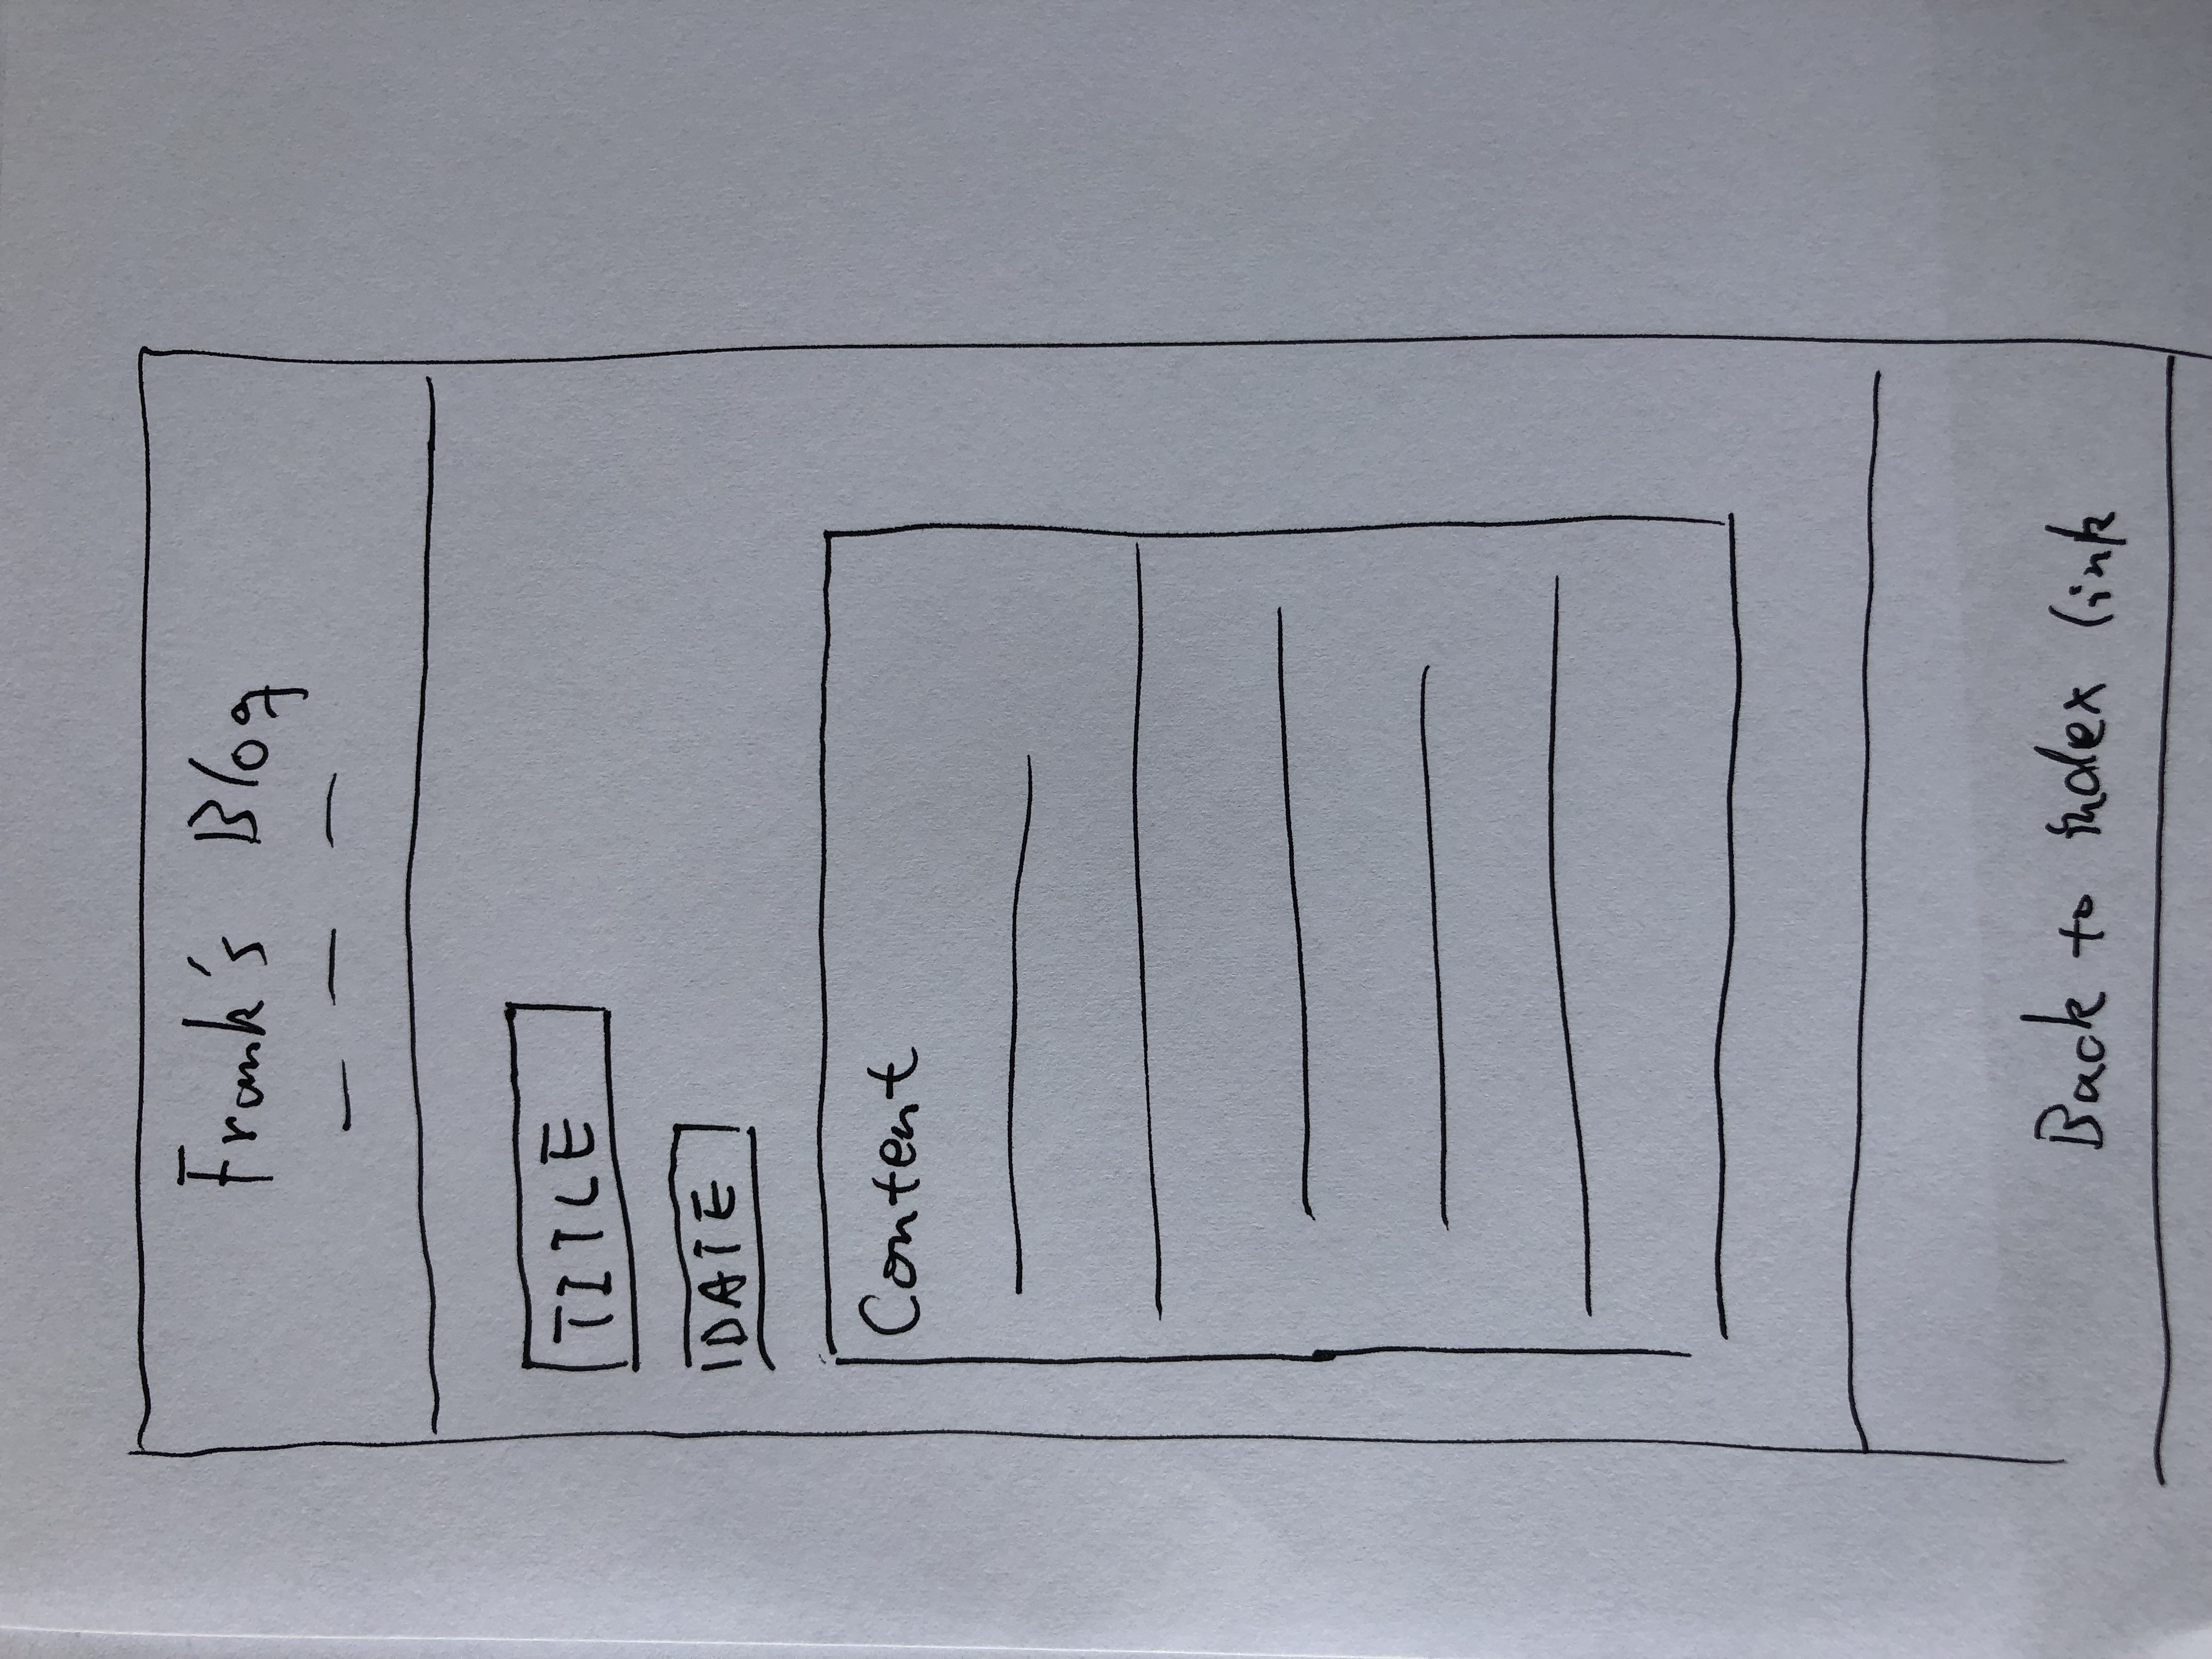 Frank's Blog
TITLE
DATE
Content
Back to index link